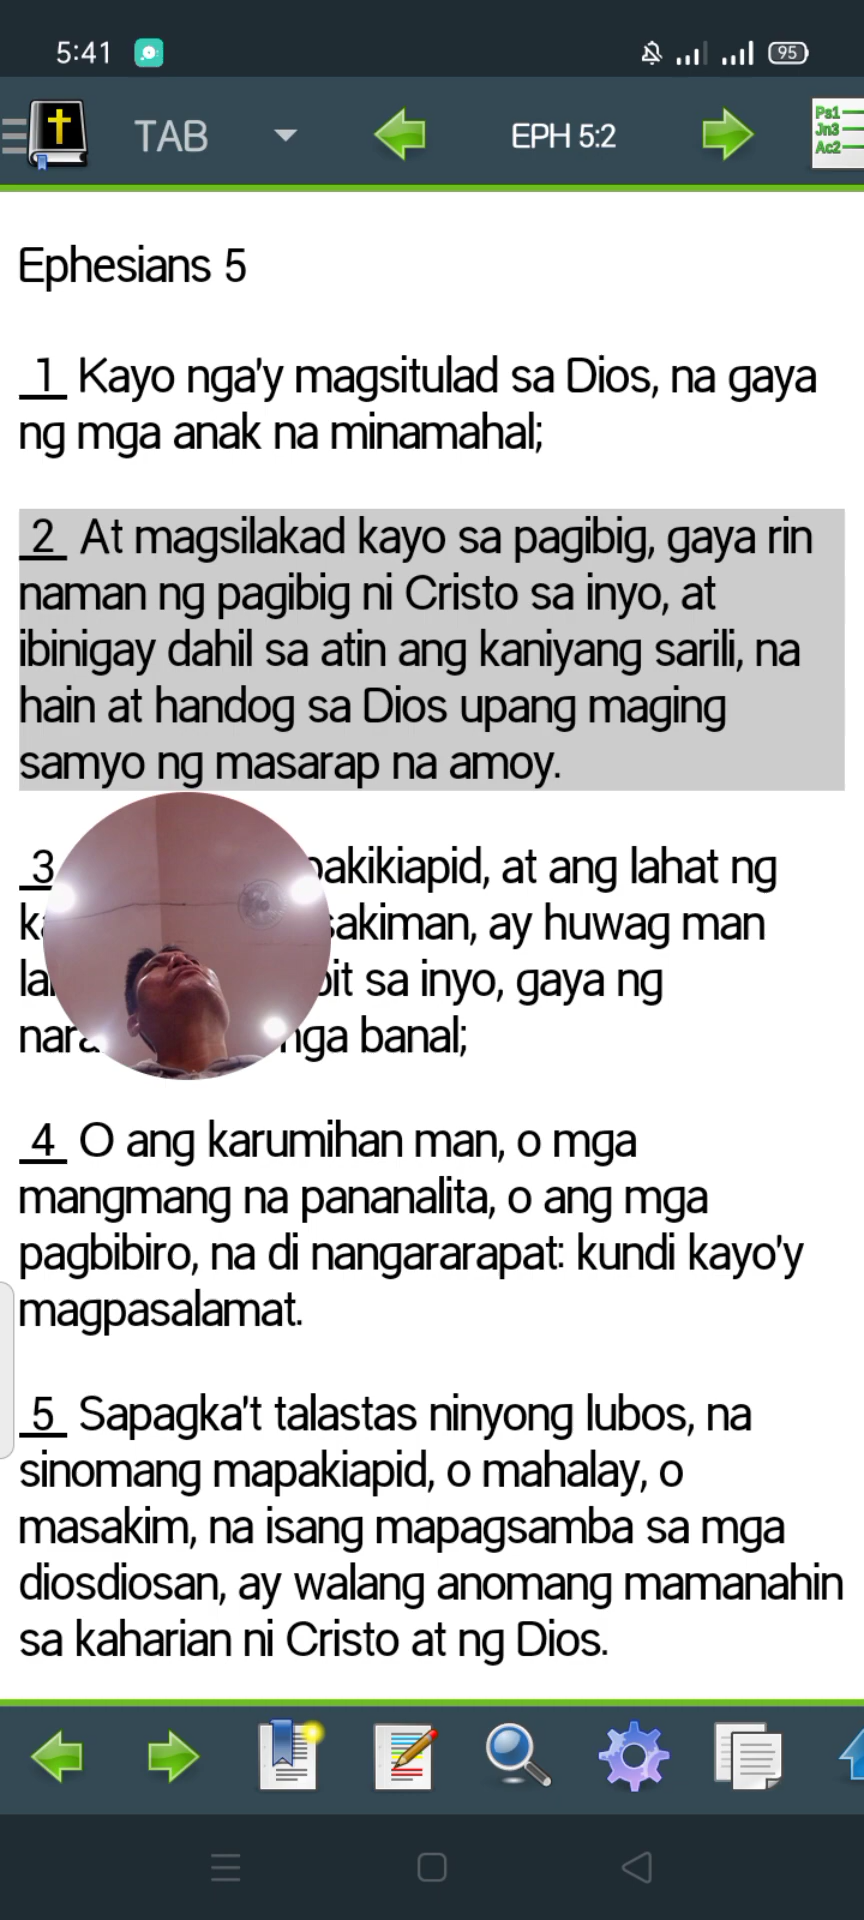 5:41
95
TAB
EPH 5:2
Ps1
Jn3
Ac2
Ephesians 5
1 Kayo nga'y magsitulad sa Dios, na gaya
ng mga anak na minamahal;
2 At magsilakad kayo sa pagibig, gaya rin
naman ng pagibig ni Cristo sa inyo, at
ibinigay dahil sa atin ang kaniyang sarili, na
hain at handog sa Dios upang maging
samyo ng masarap na amoy.
3 at ang lahat ng
ay huwag man
sa inyo, gaya ng
banal;
4 O ang karumihan man, o mga
mangmang na pananalita, o ang mga
pagbibiro, na di nangararapat: kundi kayo'y
magpasalamat.
5 Sapagka't talastas ninyong lubos, na
sinomang mapakiapid, o mahalay, o
masakim, na isang mapagsamba sa mga
diosdiosan, ay walang anomang mamanahin
sa kaharian ni Cristo at ng Dios.